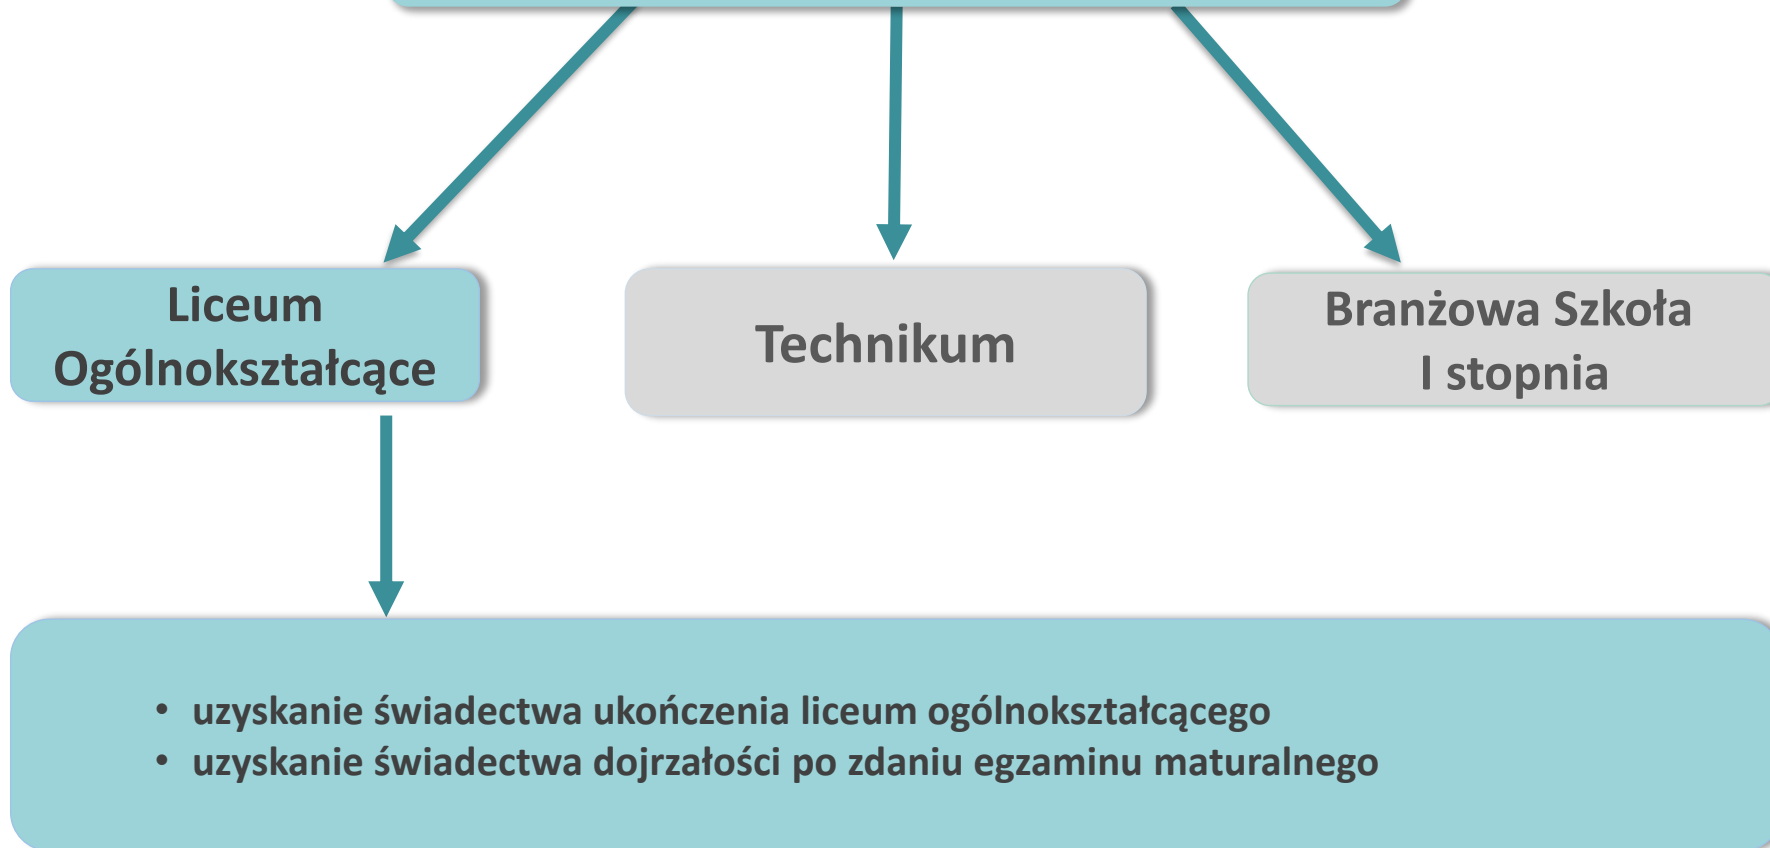 Liceum
Ogólnokształcące
Technikum
Branżowa Szkoła
I stopnia
• uzyskanie świadectwa ukończenia liceum ogólnokształcącego
• uzyskanie świadectwa dojrzałości po zdaniu egzaminu maturalnego